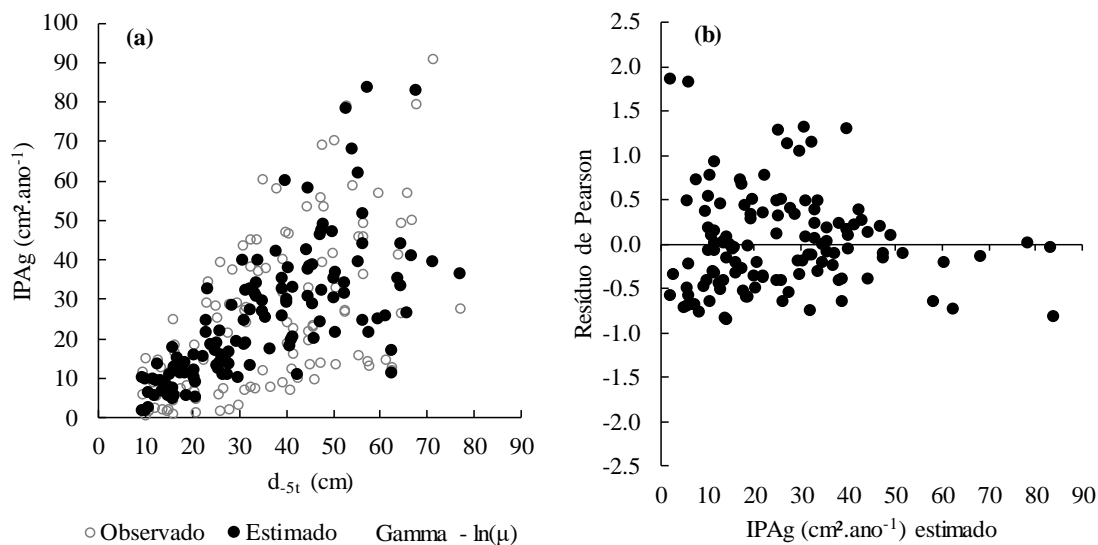 (a)
IPAg (cm².ano⁻¹)
100
90
80
70
60
50
40
30
20
10
0
0 10 20 30 40 50 60 70 80 90
d₋₅ₜ (cm)
Observado Estimado Gamma - ln(μ)
(b)
Resíduo de Pearson
2.5
2.0
1.5
1.0
0.5
0.0
-0.5
-1.0
-1.5
-2.0
-2.5
0 10 20 30 40 50 60 70 80 90
IPAg (cm².ano⁻¹) estimado